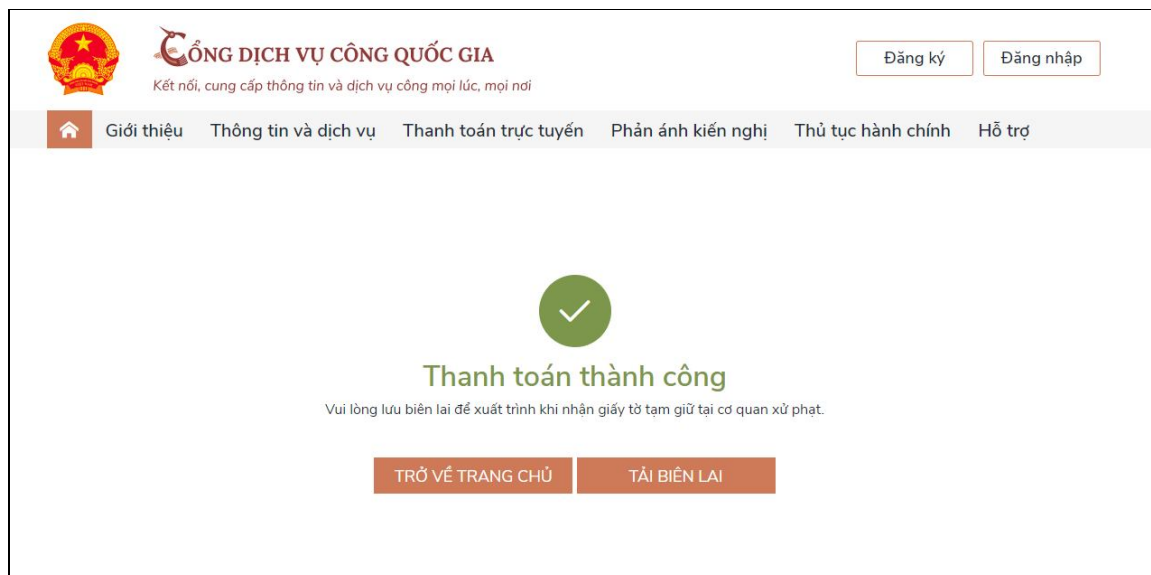 CỔNG DỊCH VỤ CÔNG QUỐC GIA
Kết nối, cung cấp thông tin và dịch vụ công mọi lúc, mọi nơi
Đăng ký Đăng nhập
Giới thiệu Thông tin và dịch vụ Thanh toán trực tuyến Phản ánh kiến nghị Thủ tục hành chính Hỗ trợ
Thanh toán thành công
Vui lòng lưu biên lai để xuất trình khi nhận giấy tờ tạm giữ tại cơ quan xử phạt.
TRỞ VỀ TRANG CHỦ TẢI BIÊN LAI